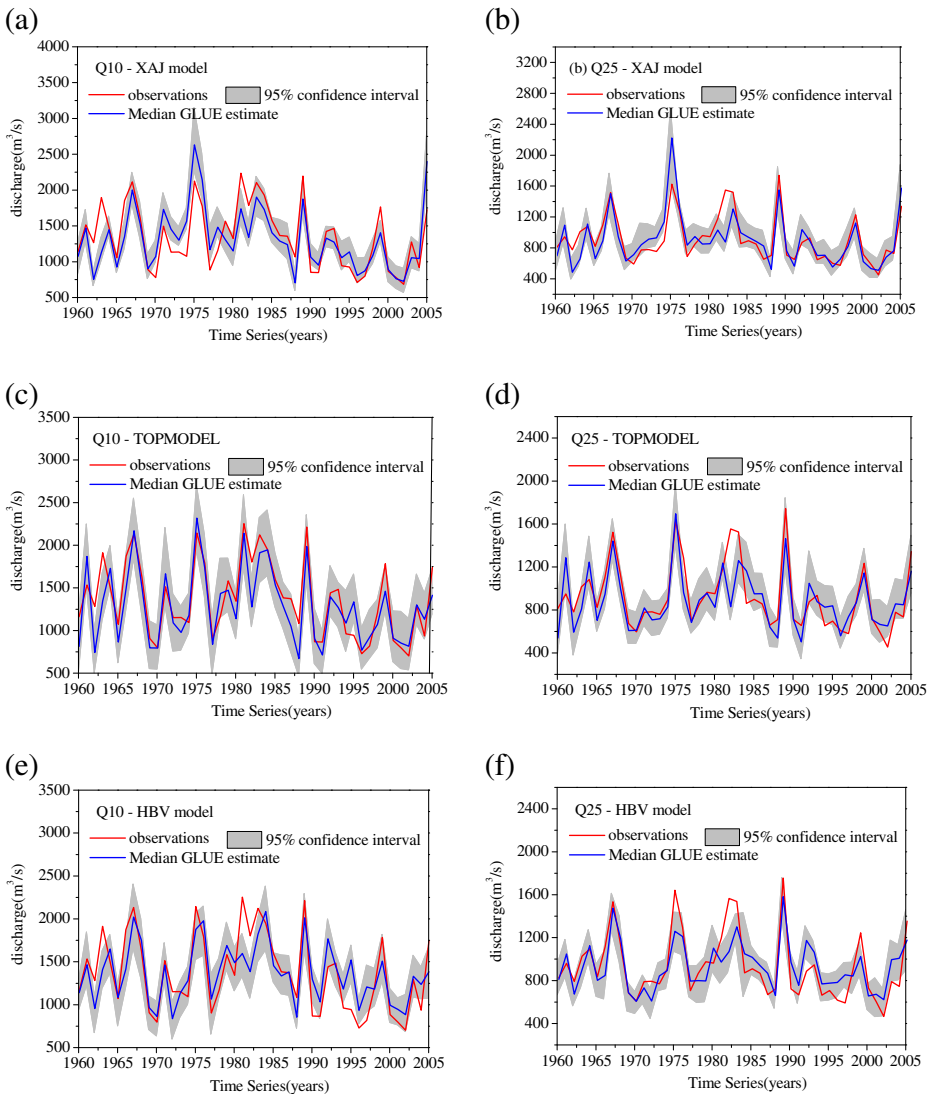 (a)
4000
3500
3000
2500
2000
1500
1000
500
discharge(m³/s)
Q10 - XAJ model
observations
95% confidence interval
Median GLUE estimate
1960 1965 1970 1975 1980 1985 1990 1995 2000 2005
Time Series(years)
(b)
3600
3200
2800
2400
2000
1600
1200
800
400
discharge(m³/s)
(b) Q25 - XAJ model
observations
95% confidence interval
Median GLUE estimate
1960 1965 1970 1975 1980 1985 1990 1995 2000 2005
Time Series(years)
(c)
3500
3000
2500
2000
1500
1000
500
discharge(m³/s)
Q10 - TOPMODEL
observations
95% confidence interval
Median GLUE estimate
1960 1965 1970 1975 1980 1985 1990 1995 2000 2005
Time Series(years)
(d)
2400
2000
1600
1200
800
400
discharge(m³/s)
Q25 - TOPMODEL
observations
95% confidence interval
Median GLUE estimate
1960 1965 1970 1975 1980 1985 1990 1995 2000 2005
Time Series(years)
(e)
3500
3000
2500
2000
1500
1000
500
discharge(m³/s)
Q10 - HBV model
observations
95% confidence interval
Median GLUE estimate
1960 1965 1970 1975 1980 1985 1990 1995 2000 2005
Time Series(years)
(f)
2400
2000
1600
1200
800
400
discharge(m³/s)
Q25 - HBV model
observations
95% confidence interval
Median GLUE estimate
1960 1965 1970 1975 1980 1985 1990 1995 2000 2005
Time Series(years)